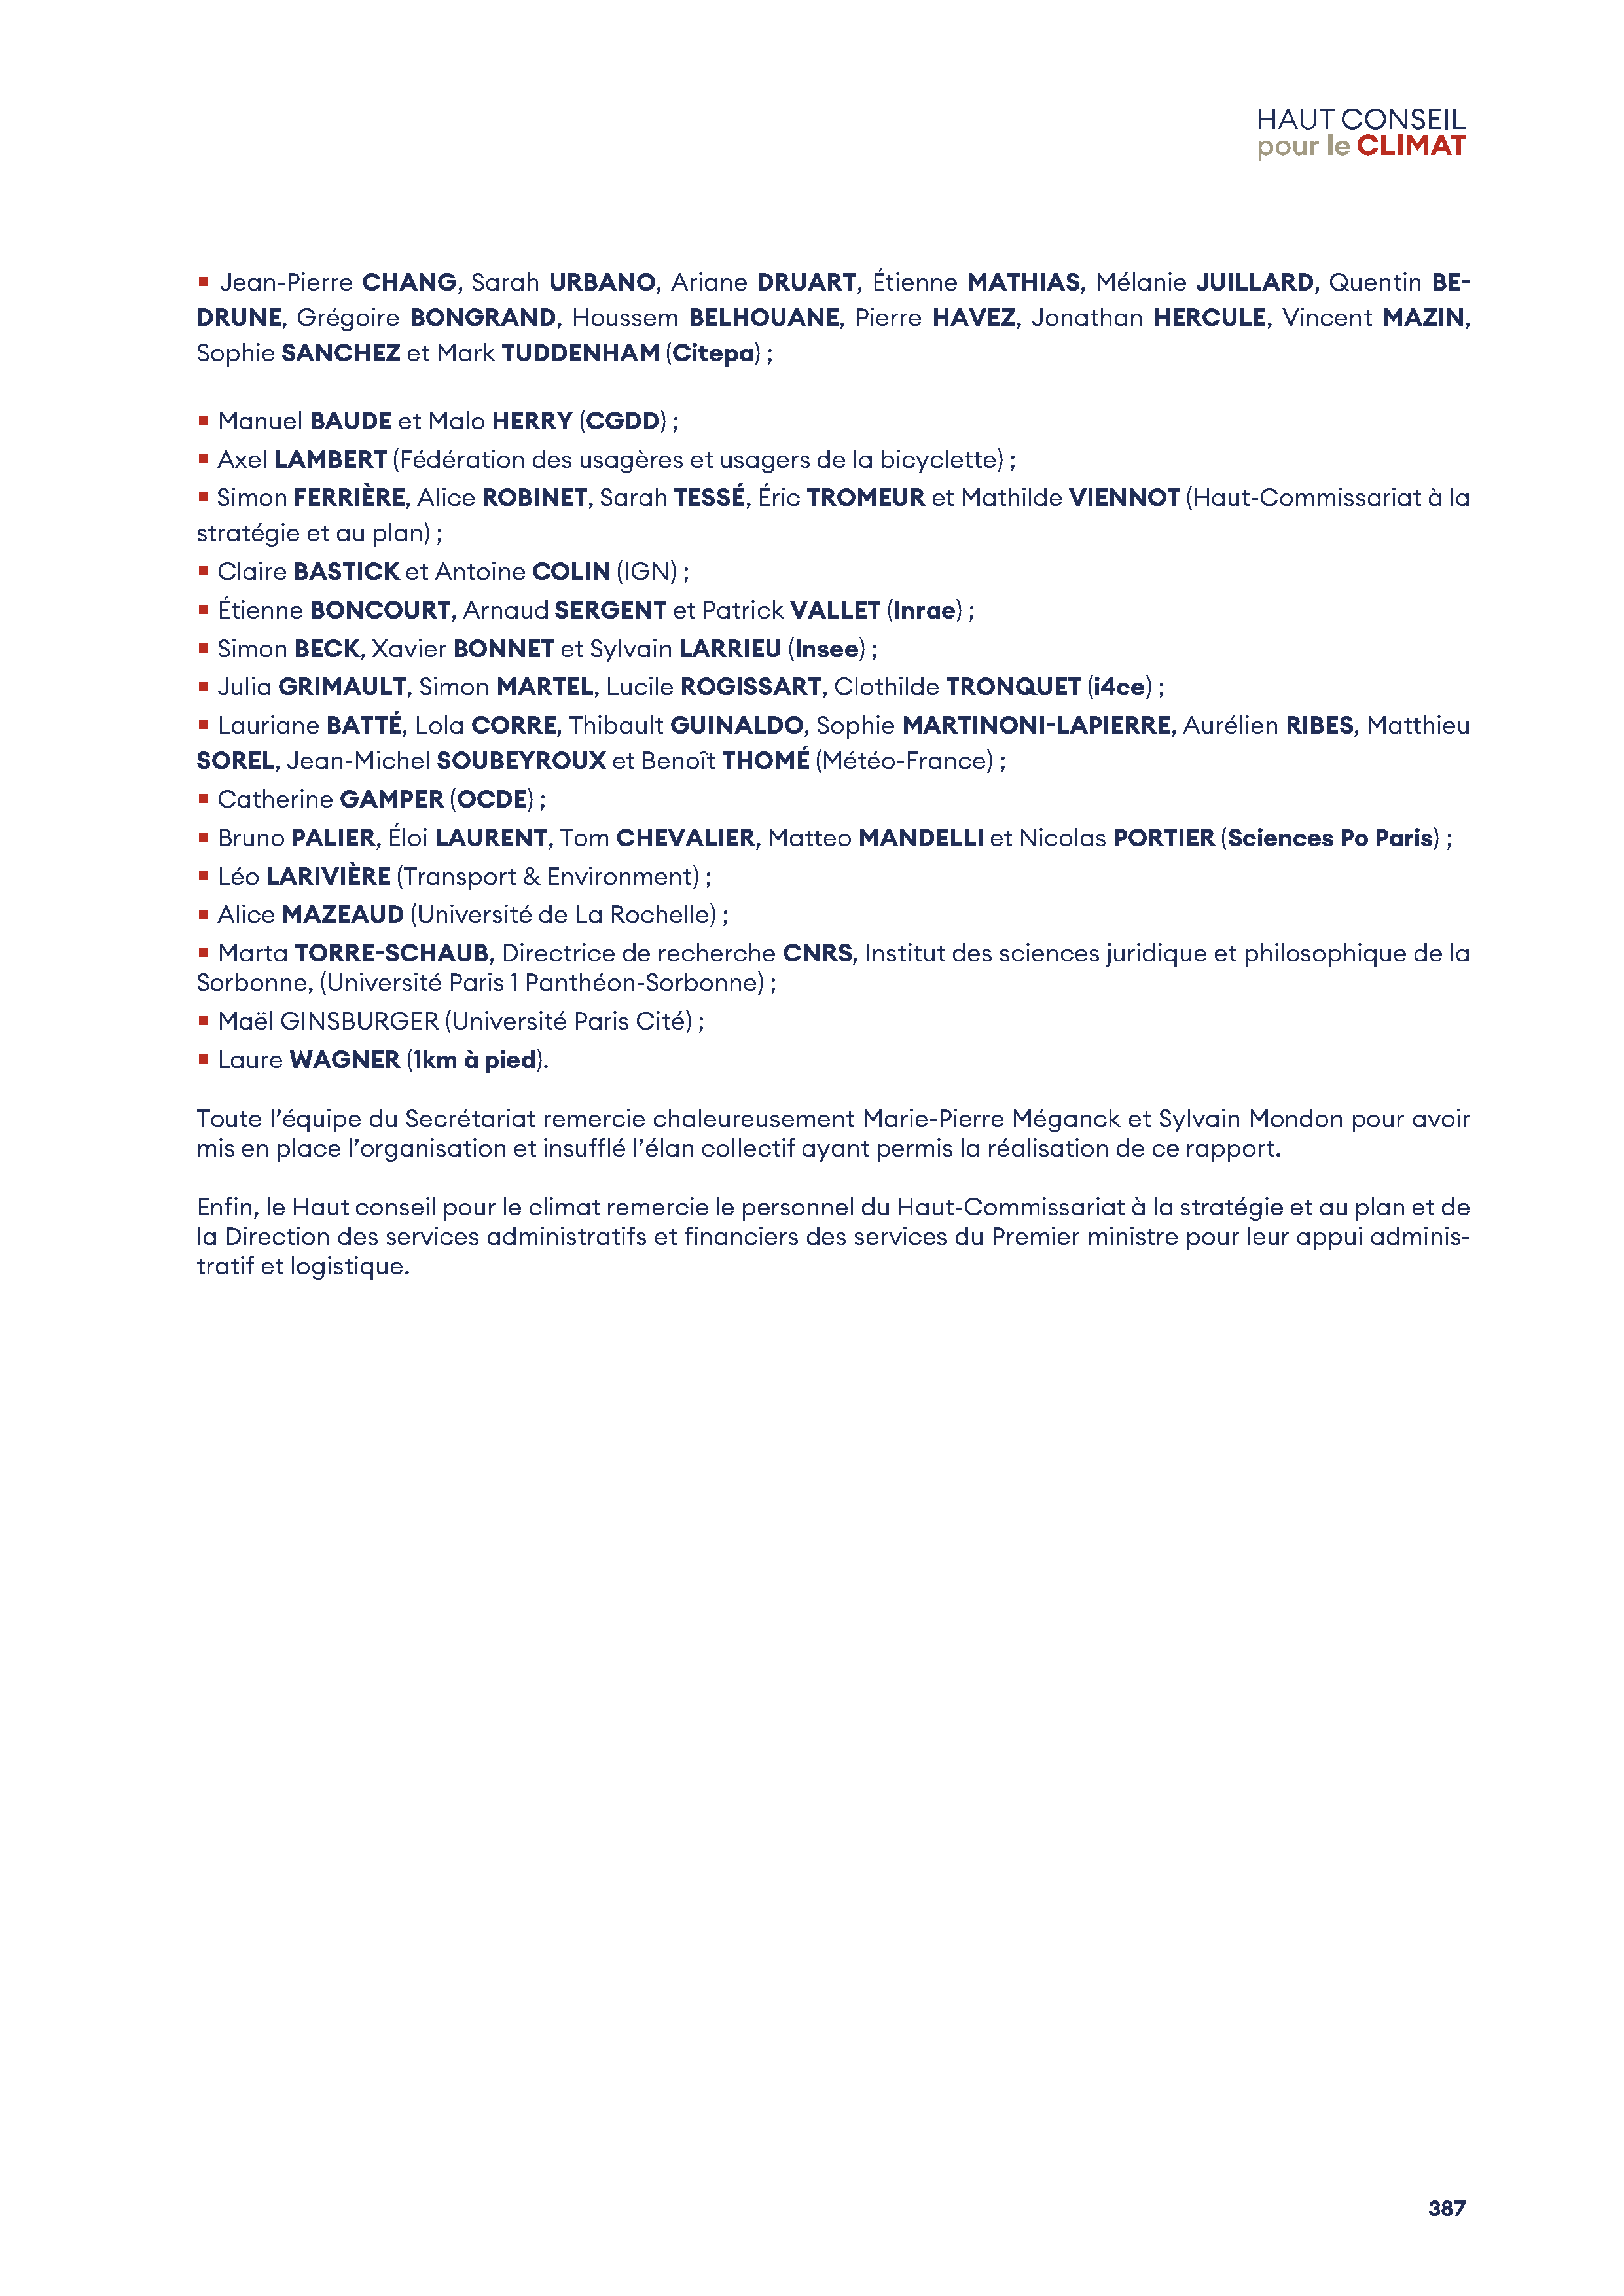 HAUT CONSEIL
pour le CLIMAT
▪ Jean-Pierre CHANG, Sarah URBANO, Ariane DRUART, Étienne MATHIAS, Mélanie JUILLARD, Quentin BE-
DRUNE, Grégoire BONGRAND, Houssem BELHOUANE, Pierre HAVEZ, Jonathan HERCULE, Vincent MAZIN,
Sophie SANCHEZ et Mark TUDDENHAM (Citepa) ;
▪ Manuel BAUDE et Malo HERRY (CGDD) ;
▪ Axel LAMBERT (Fédération des usagères et usagers de la bicyclette) ;
▪ Simon FERRIÈRE, Alice ROBINET, Sarah TESSÉ, Éric TROMEUR et Mathilde VIENNOT (Haut-Commissariat à la
stratégie et au plan) ;
▪ Claire BASTICK et Antoine COLIN (IGN) ;
▪ Étienne BONCOURT, Arnaud SERGENT et Patrick VALLET (Inrae) ;
▪ Simon BECK, Xavier BONNET et Sylvain LARRIEU (Insee) ;
▪ Julia GRIMAULT, Simon MARTEL, Lucile ROGISSART, Clothilde TRONQUET (i4ce) ;
▪ Lauriane BATTÉ, Lola CORRE, Thibault GUINALDO, Sophie MARTINONI-LAPIERRE, Aurélien RIBES, Matthieu
SOREL, Jean-Michel SOUBEYROUX et Benoît THOMÉ (Météo-France) ;
▪ Catherine GAMPER (OCDE) ;
▪ Bruno PALIER, Éloi LAURENT, Tom CHEVALIER, Matteo MANDELLI et Nicolas PORTIER (Sciences Po Paris) ;
▪ Léo LARIVIÈRE (Transport & Environment) ;
▪ Alice MAZEAUD (Université de La Rochelle) ;
▪ Marta TORRE-SCHAUB, Directrice de recherche CNRS, Institut des sciences juridique et philosophique de la
Sorbonne, (Université Paris 1 Panthéon-Sorbonne) ;
▪ Maël GINSBURGER (Université Paris Cité) ;
▪ Laure WAGNER (1km à pied).
Toute l’équipe du Secrétariat remercie chaleureusement Marie-Pierre Méganck et Sylvain Mondon pour avoir
mis en place l’organisation et insufflé l’élan collectif ayant permis la réalisation de ce rapport.
Enfin, le Haut conseil pour le climat remercie le personnel du Haut-Commissariat à la stratégie et au plan et de
la Direction des services administratifs et financiers des services du Premier ministre pour leur appui adminis-
tratif et logistique.
387